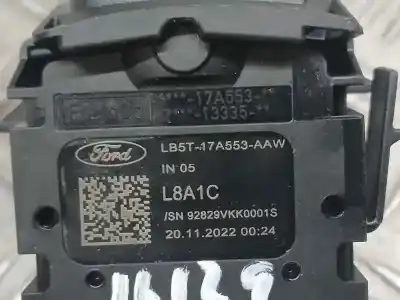 ****-17A553-**
****-13335-**
Ford
LB5T-17A553-AAW
IN 05
L8A1C
/SN 92829VKK0001S
20.11.2022 00:24